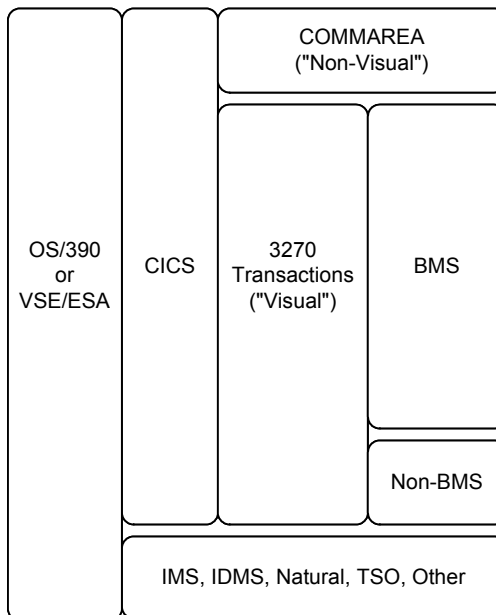 COMMAREA
("Non-Visual")
OS/390
or
VSE/ESA
CICS
3270
Transactions
("Visual")
BMS
Non-BMS
IMS, IDMS, Natural, TSO, Other